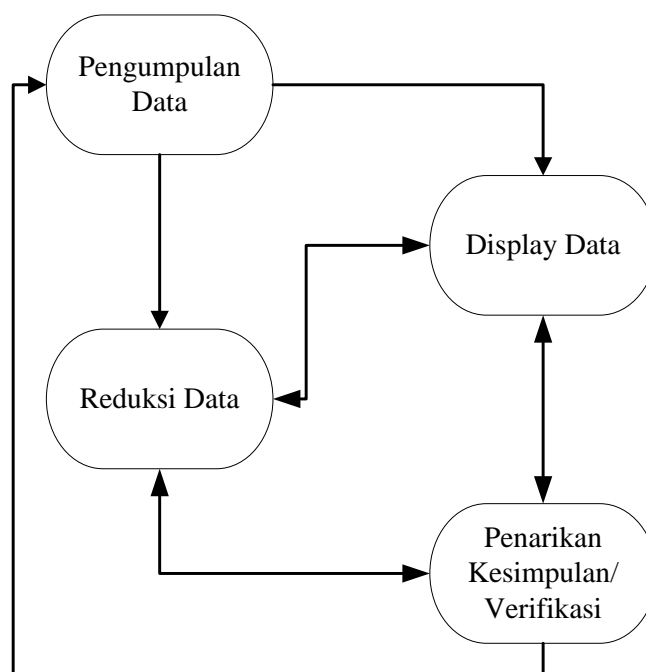 Pengumpulan
Data
Display Data
Reduksi Data
Penarikan
Kesimpulan/
Verifikasi